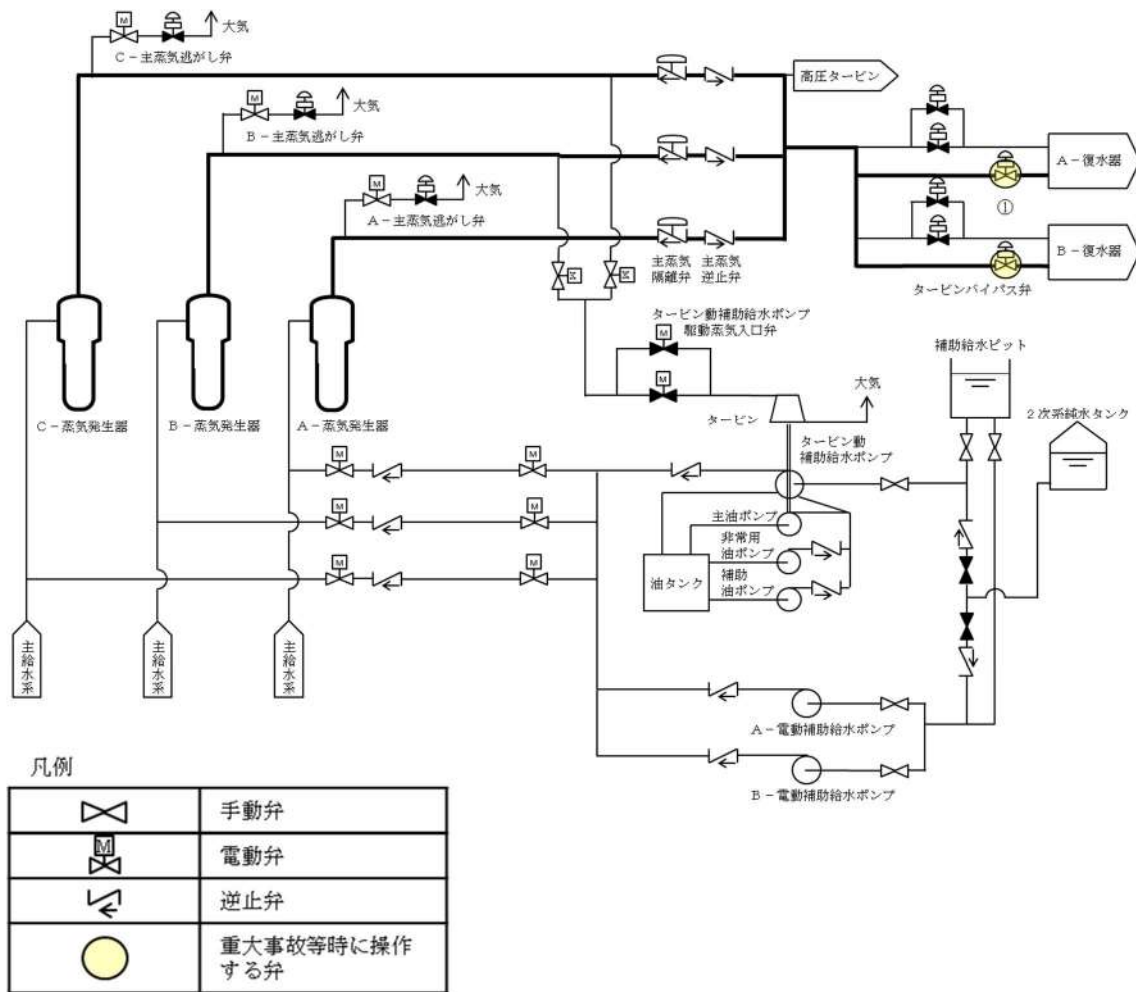 M
大気
C－主蒸気逃がし弁
高圧タービン
M
大気
B－主蒸気逃がし弁
A－復水器
①
M
大気
A－主蒸気逃がし弁
B－復水器
主蒸気
隔離弁
主蒸気
逆止弁
タービンバイパス弁
タービン動補助給水ポンプ
駆動蒸気入口弁
M
M
補助給水ピット
大気
タービン
2次系純水タンク
C－蒸気発生器
B－蒸気発生器
A－蒸気発生器
タービン動
補助給水ポンプ
M
M
M
M
M
M
主油ポンプ
非常用
油ポンプ
補助
油ポンプ
油タンク
主給水系
主給水系
主給水系
A－電動補助給水ポンプ
B－電動補助給水ポンプ
凡例
手動弁
M
電動弁
逆止弁
重大事故等時に操作
する弁